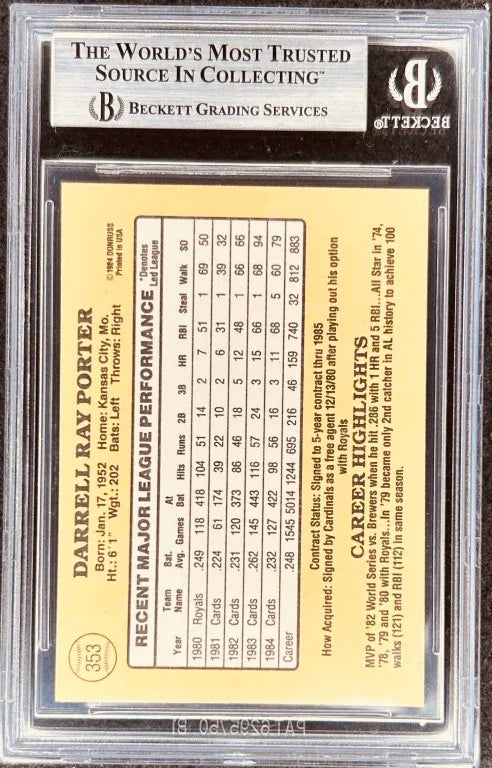 THE WORLD'S MOST TRUSTED
SOURCE IN COLLECTING™
BECKETT GRADING SERVICES
BECKETT®
353
DARRELL RAY PORTER
Born: Jan. 17, 1952 Home: Kansas City, Mo.
Ht.: 6'1" Wgt.: 202 Bats: Left Throws: Right
©1984 DONRUSS
Printed in USA
RECENT MAJOR LEAGUE PERFORMANCE
*Denotes
Led League
Year Team Name Bat. Avg. Games At Bat Hits Runs 2B 3B HR RBI Steal Walk SO
1980 Royals .249 118 418 104 51 14 2 7 51 1 69 50
1981 Cards .224 61 174 39 22 10 2 6 31 1 39 32
1982 Cards .231 120 373 86 46 18 5 12 48 1 66 66
1983 Cards .262 145 443 116 57 24 3 15 66 1 68 94
1984 Cards .232 127 422 98 56 16 3 11 68 5 60 79
Career .248 1545 5014 1244 695 216 46 159 740 32 812 883
Contract Status: Signed to 5-year contract thru 1985
How Acquired: Signed by Cardinals as a free agent 12/13/80 after playing out his option
with Royals
CAREER HIGHLIGHTS
MVP of '82 World Series vs. Brewers when he hit .286 with 1 HR and 5 RBI...All Star in '74,
'78, '79 and '80 with Royals...In '79 became only 2nd catcher in AL history to achieve 100
walks (121) and RBI (112) in same season.